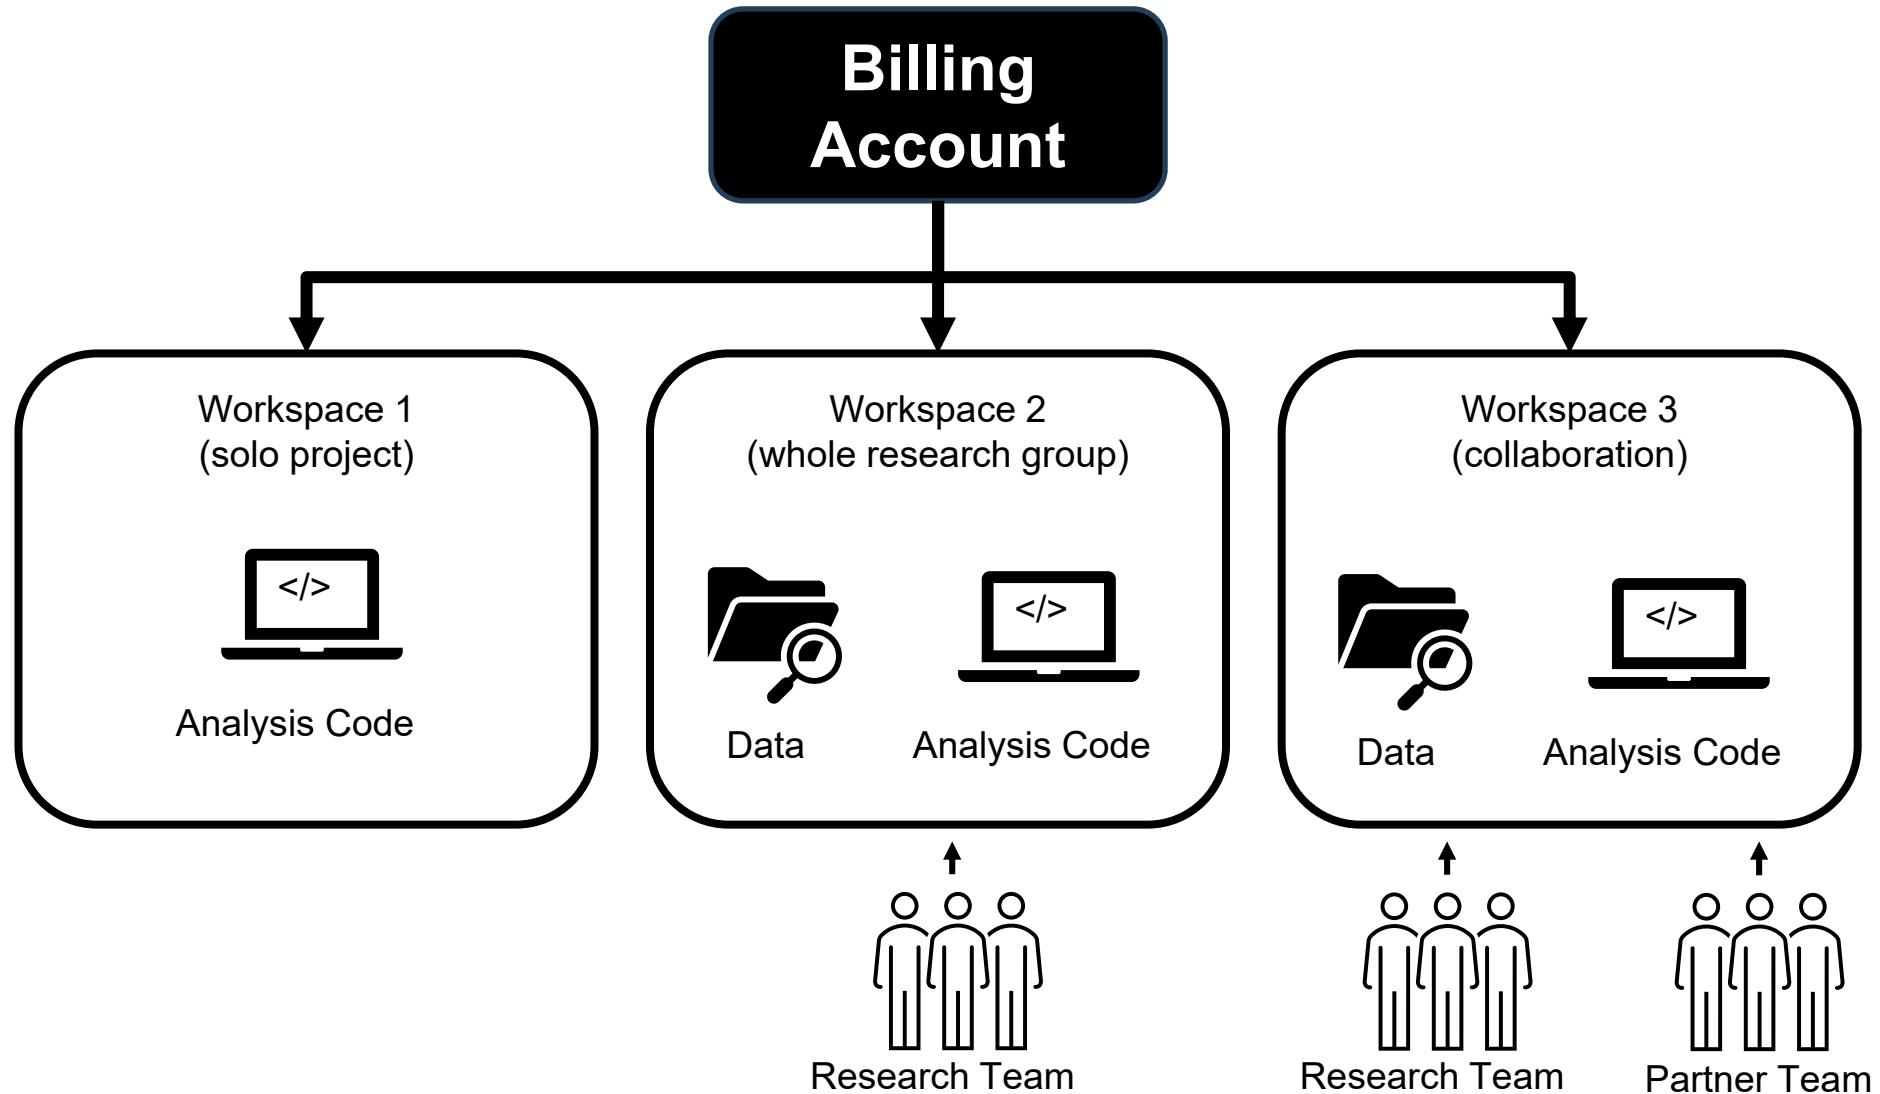 Billing
Account
Workspace 1
(solo project)
</>
Analysis Code
Workspace 2
(whole research group)
</>
Data
Analysis Code
Workspace 3
(collaboration)
</>
Data
Analysis Code
Research Team
Research Team
Partner Team